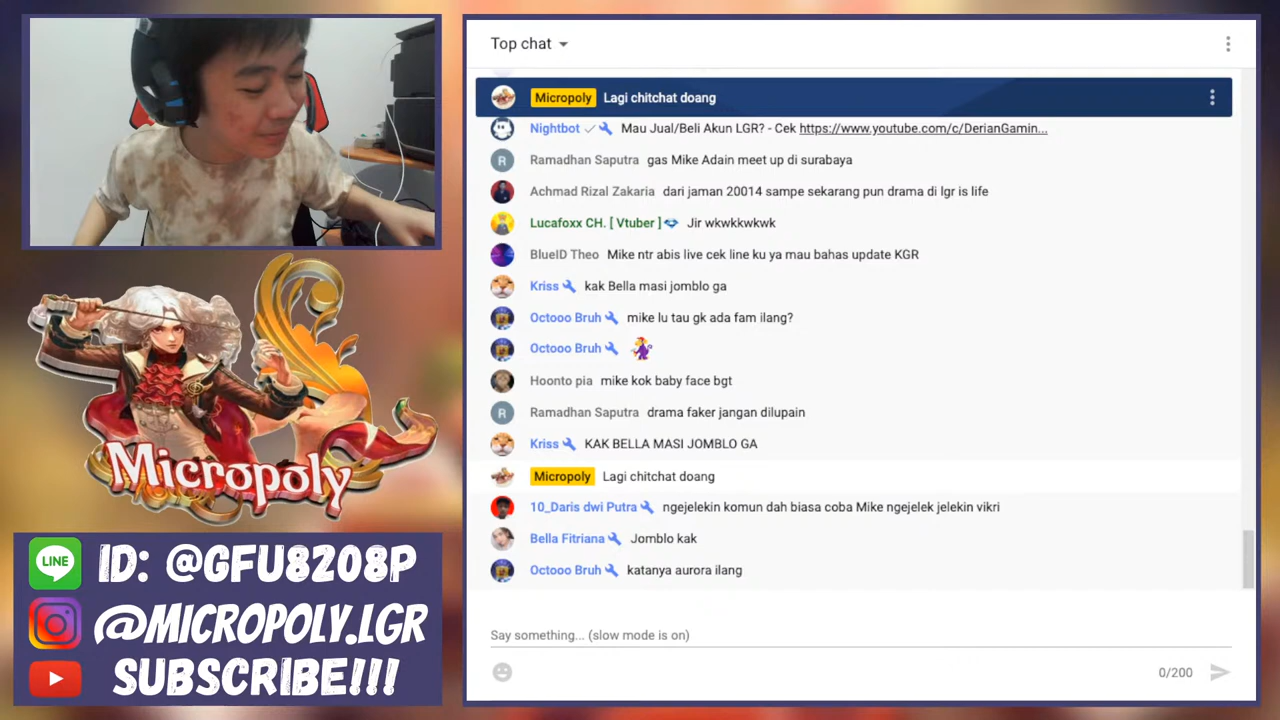 Top chat
Micropoly Lagi chitchat doang
Nightbot Mau Jual/Beli Akun LGR? - Cek https://www.youtube.com/c/DerianGamin...
R Ramadhan Saputra gas Mike Adain meet up di surabaya
Achmad Rizal Zakaria dari jaman 20014 sampe sekarang pun drama di lgr is life
Lucafoxx CH. [ Vtuber ] Jir wkwkkwkwk
BlueID Theo Mike ntr abis live cek line ku ya mau bahas update KGR
Kriss kak Bella masi jomblo ga
Octooo Bruh mike lu tau gk ada fam ilang?
Octooo Bruh
Hoonto pia mike kok baby face bgt
R Ramadhan Saputra drama faker jangan dilupain
Kriss KAK BELLA MASI JOMBLO GA
Micropoly Lagi chitchat doang
10_Daris dwi Putra ngejelekin komun dah biasa coba Mike ngejelek jelekin vikri
Bella Fitriana Jomblo kak
Octooo Bruh katanya aurora ilang
Say something... (slow mode is on)
0/200
Micropoly
LINE ID: @GFU8208P
@MICROPOLY.LGR
SUBSCRIBE!!!